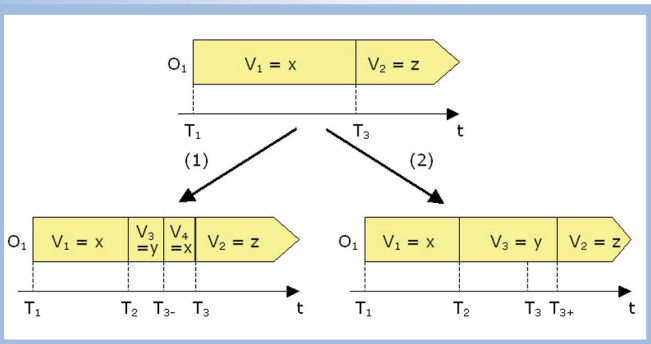 O₁ V₁ = x V₂ = z
T₁ T₃ t
(1) (2)
O₁ V₁ = x V₃ =y V₄ =x V₂ = z
T₁ T₂ T₃₋ T₃ t
O₁ V₁ = x V₃ = y V₂ = z
T₁ T₂ T₃ T₃₊ t